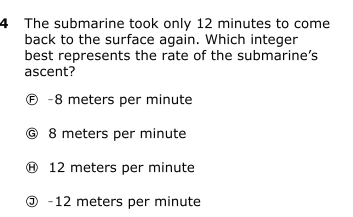 4 The submarine took only 12 minutes to come
back to the surface again. Which integer
best represents the rate of the submarine's
ascent?
Ⓕ -8 meters per minute
Ⓖ 8 meters per minute
Ⓗ 12 meters per minute
Ⓙ -12 meters per minute